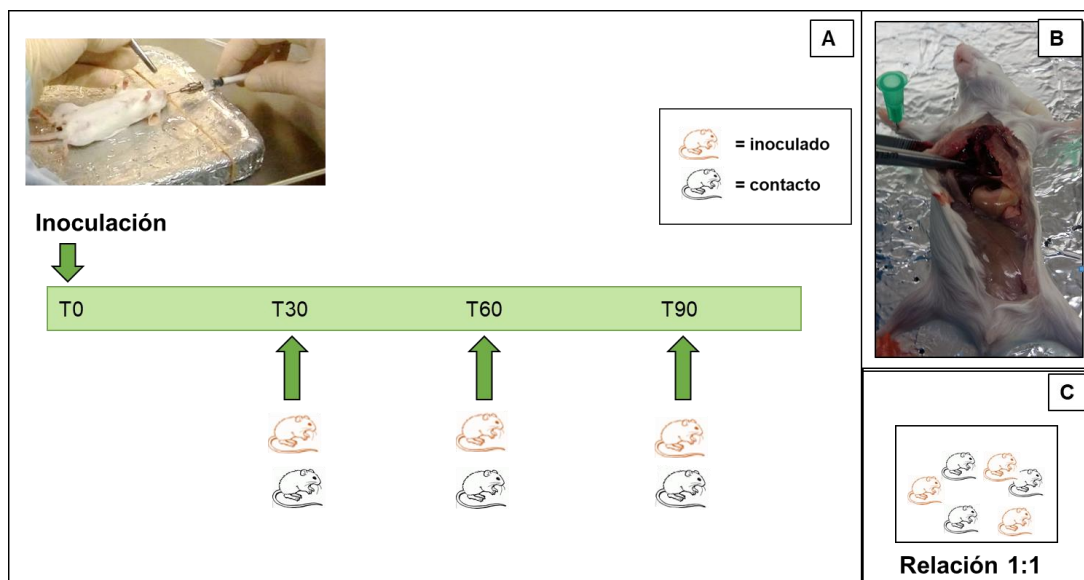 A
= inoculado
= contacto
Inoculación
T0 T30 T60 T90
B
C
Relación 1:1